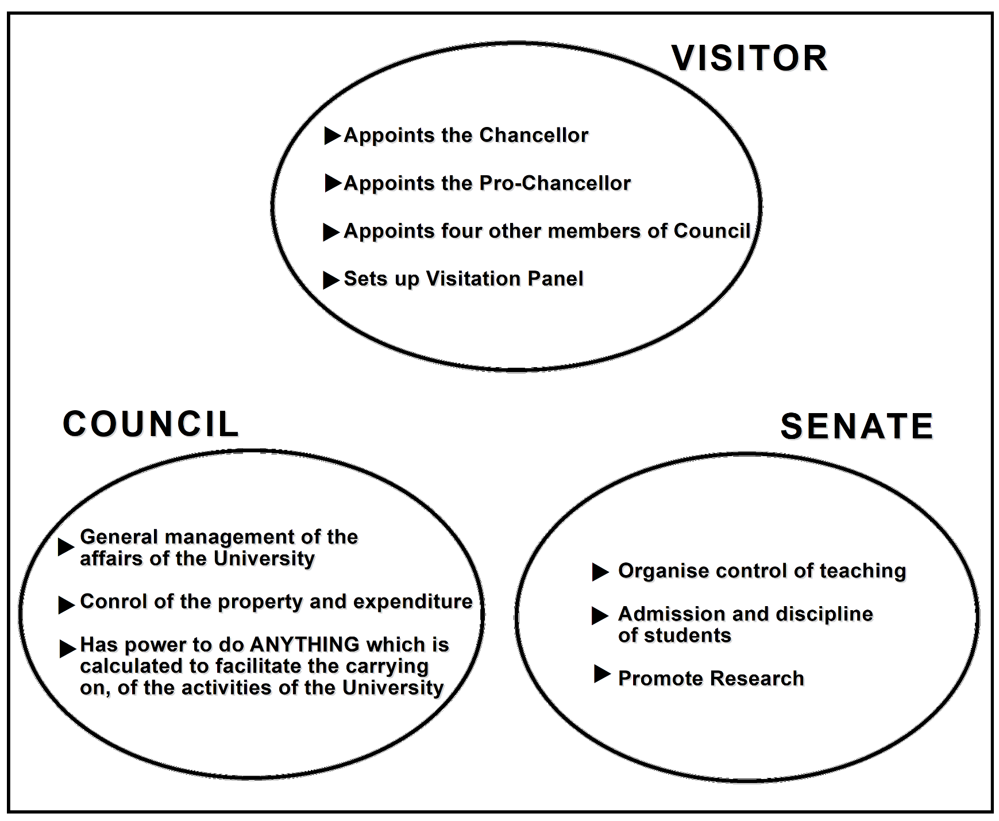 VISITOR
Appoints the Chancellor
Appoints the Pro-Chancellor
Appoints four other members of Council
Sets up Visitation Panel
COUNCIL
General management of the
affairs of the University
Conrol of the property and expenditure
Has power to do ANYTHING which is
calculated to facilitate the carrying
on, of the activities of the University
SENATE
Organise control of teaching
Admission and discipline
of students
Promote Research